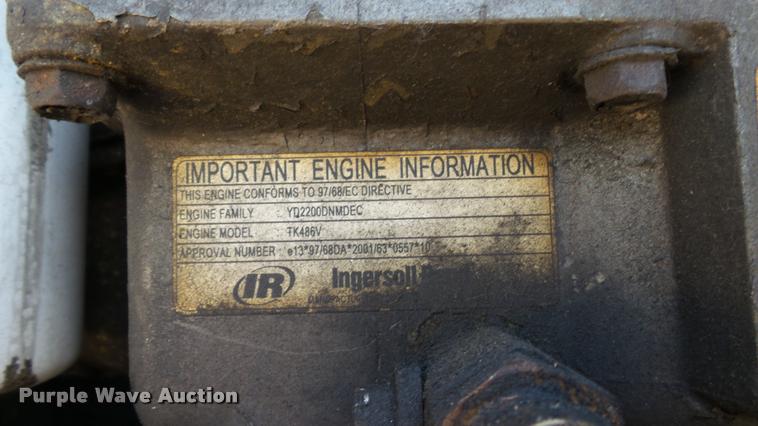 IMPORTANT ENGINE INFORMATION
THIS ENGINE CONFORMS TO 97/68/EC DIRECTIVE
ENGINE FAMILY : YD2200DNMDEC
ENGINE MODEL : TK486V
APPROVAL NUMBER : e13*97/68DA*2001/63*0557*10
IR Ingersoll
Purple Wave Auction